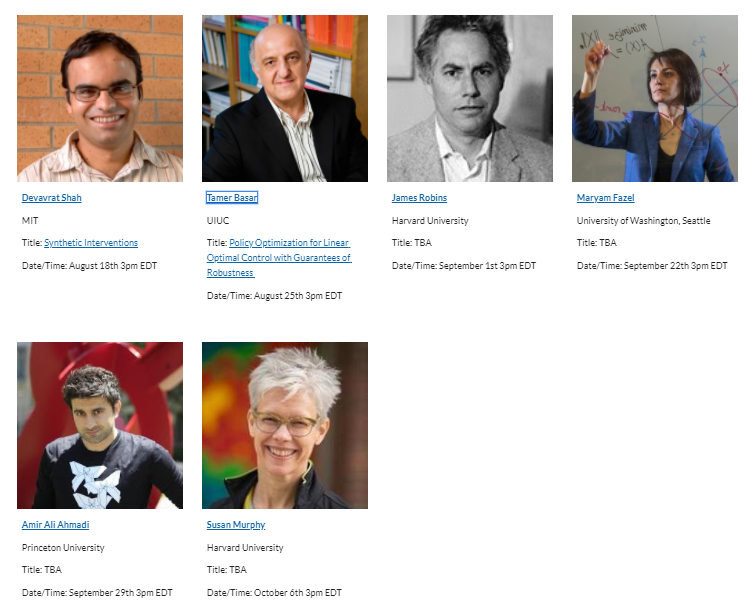 Devavrat Shah
MIT
Title: Synthetic Interventions
Date/Time: August 18th 3pm EDT
Tamer Basar
UIUC
Title: Policy Optimization for Linear
Optimal Control with Guarantees of
Robustness
Date/Time: August 25th 3pm EDT
James Robins
Harvard University
Title: TBA
Date/Time: September 1st 3pm EDT
Maryam Fazel
University of Washington, Seattle
Title: TBA
Date/Time: September 22th 3pm EDT
Amir Ali Ahmadi
Princeton University
Title: TBA
Date/Time: September 29th 3pm EDT
Susan Murphy
Harvard University
Title: TBA
Date/Time: October 6th 3pm EDT